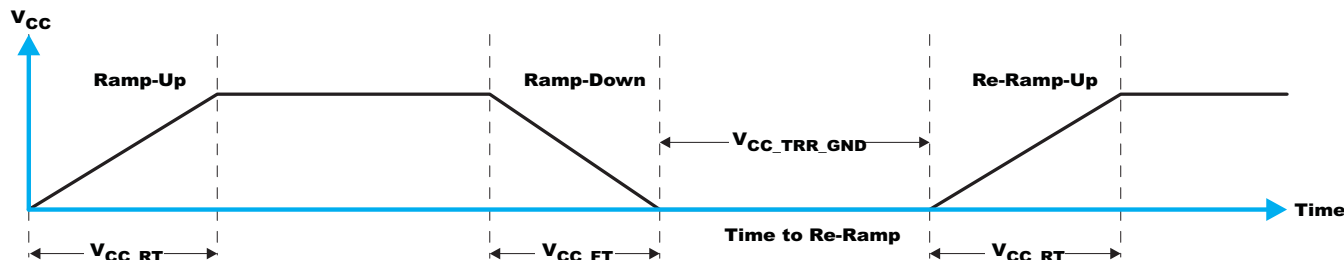 VCC
Ramp-Up
Ramp-Down
Re-Ramp-Up
VCC_TRR_GND
Time
Time to Re-Ramp
VCC_RT
VCC_FT
VCC_RT